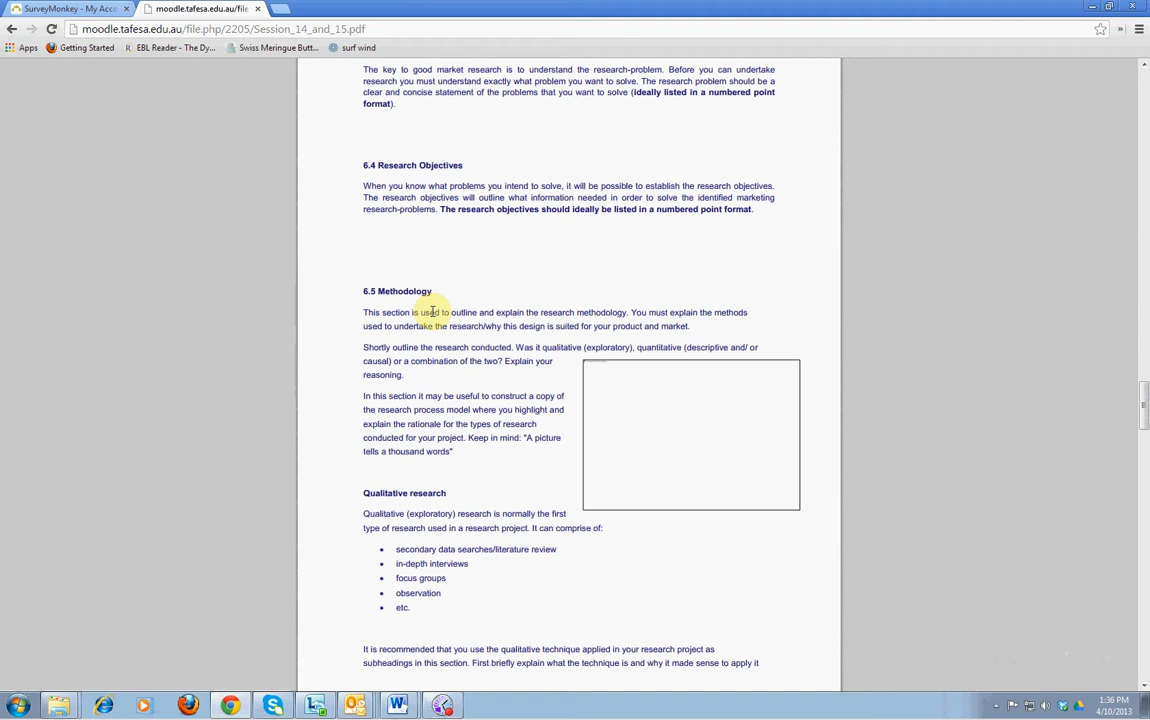 SurveyMonkey - My Acc
moodle.tafesa.edu.au/file
moodle.tafesa.edu.au/file.php/2205/Session_14_and_15.pdf
Apps Getting Started EBL Reader - The Dy... Swiss Meringue Butt... surf wind
The key to good market research is to understand the research-problem. Before you can undertake
research you must understand exactly what problem you want to solve. The research problem should be a
clear and concise statement of the problems that you want to solve (ideally listed in a numbered point
format).
6.4 Research Objectives
When you know what problems you intend to solve, it will be possible to establish the research objectives.
The research objectives will outline what information needed in order to solve the identified marketing
research-problems. The research objectives should ideally be listed in a numbered point format.
6.5 Methodology
This section is used to outline and explain the research methodology. You must explain the methods
used to undertake the research/why this design is suited for your product and market.
Shortly outline the research conducted. Was it qualitative (exploratory), quantitative (descriptive and/ or
causal) or a combination of the two? Explain your
reasoning.
In this section it may be useful to construct a copy of
the research process model where you highlight and
explain the rationale for the types of research
conducted for your project. Keep in mind: "A picture
tells a thousand words"
Qualitative research
Qualitative (exploratory) research is normally the first
type of research used in a research project. It can comprise of:
• secondary data searches/literature review
• in-depth interviews
• focus groups
• observation
• etc.
It is recommended that you use the qualitative technique applied in your research project as
subheadings in this section. First briefly explain what the technique is and why it made sense to apply it
1:36 PM
4/10/2013